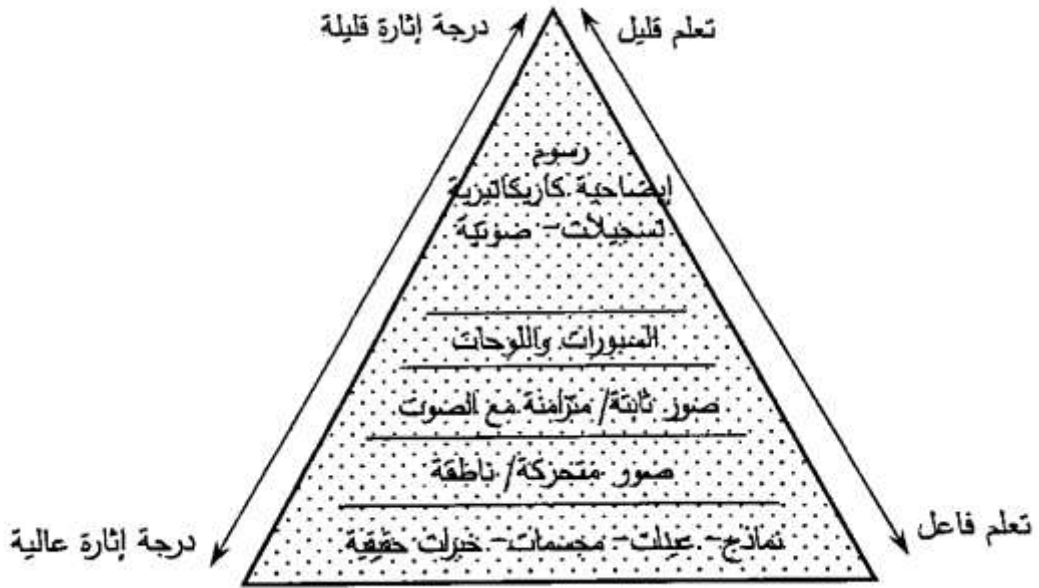 تعلم قليل
درجة إثارة قليلة
رسوم
إيضاحية كاريكاتيرية
تسجيلات - صوتية
السبورات واللوحات
صور ثابتة/ متزامنة مع الصوت
صور متحركة/ ناطقة
نماذج- عينات- مجسمات- خبرات حقيقية
تعلم فاعل
درجة إثارة عالية